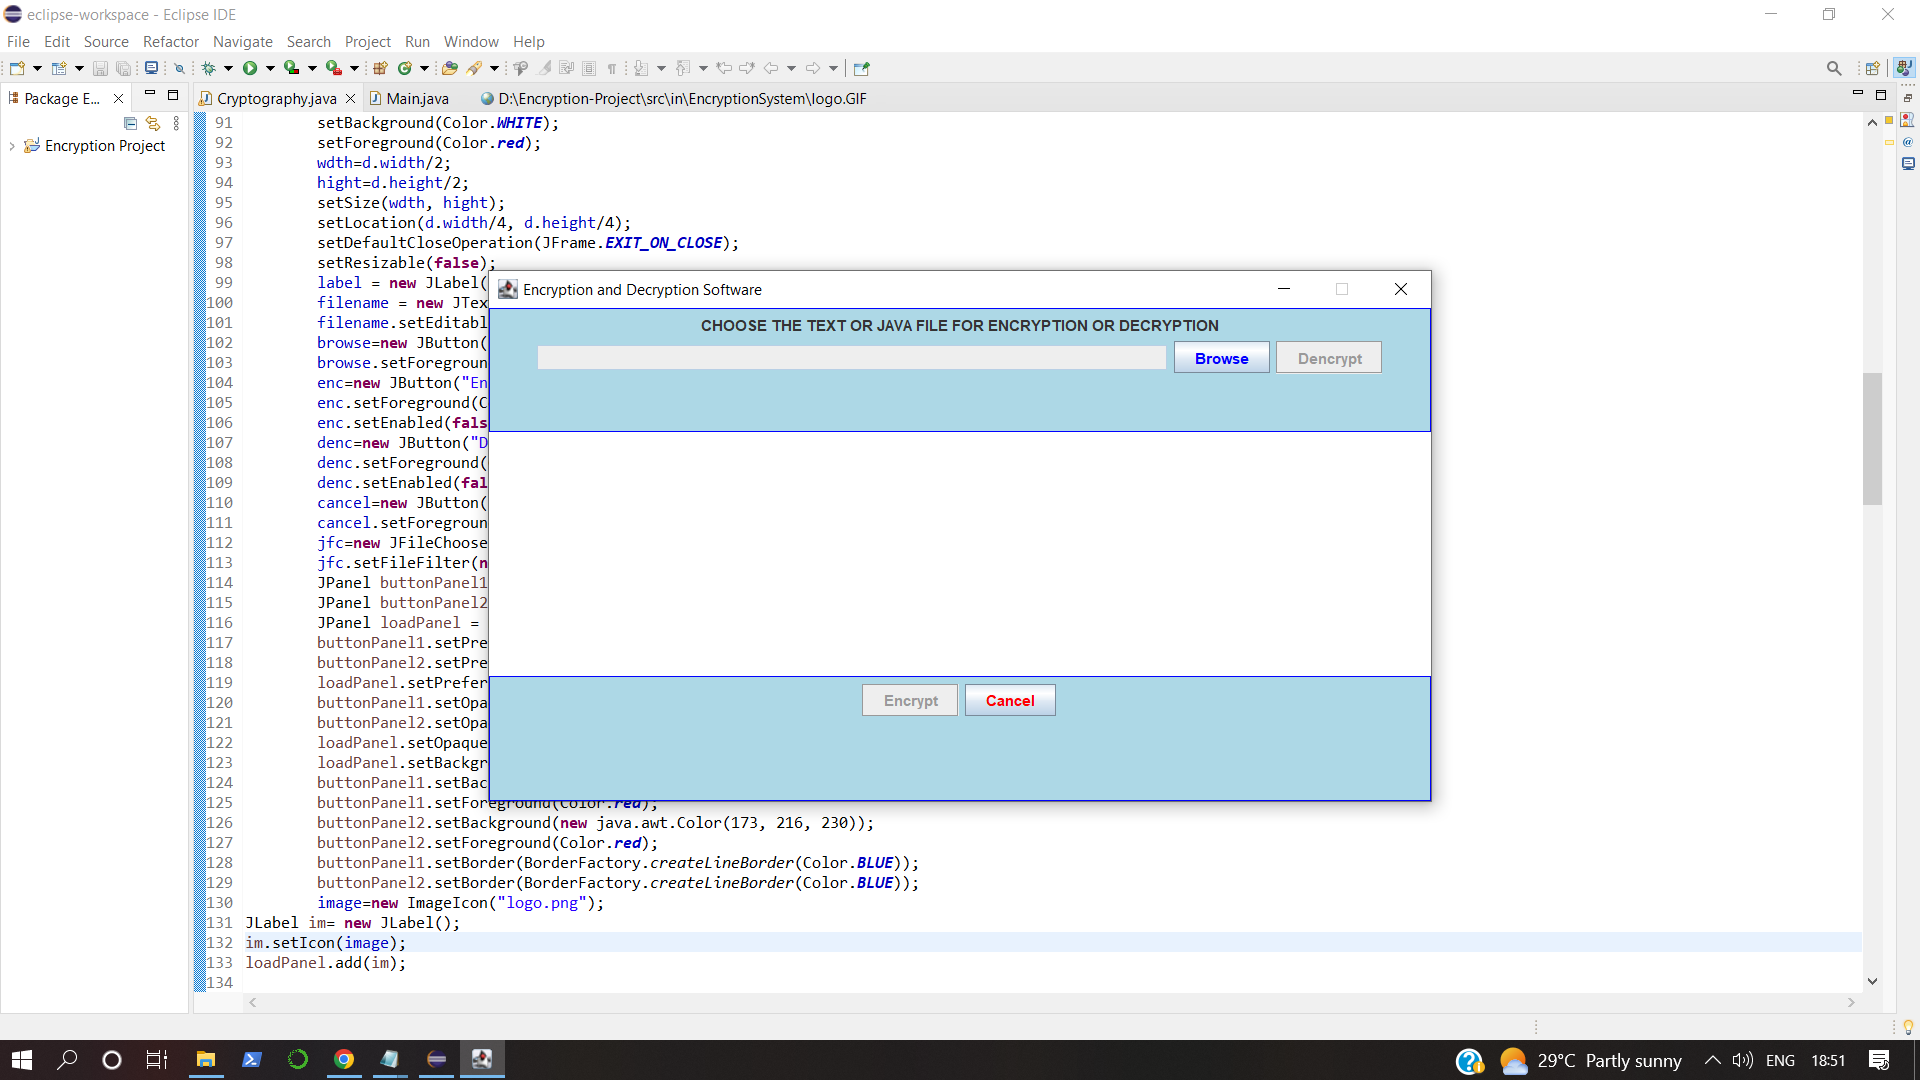 eclipse-workspace - Eclipse IDE
File Edit Source Refactor Navigate Search Project Run Window Help
Package E... Cryptography.java Main.java D:\Encryption-Project\src\in\EncryptionSystem\logo.GIF
Encryption Project
91 setBackground(Color.WHITE);
92 setForeground(Color.red);
93 wdth=d.width/2;
94 hight=d.height/2;
95 setSize(wdth, hight);
96 setLocation(d.width/4, d.height/4);
97 setDefaultCloseOperation(JFrame.EXIT_ON_CLOSE);
98 setResizable(false);
99 label = new JLabel(
100 filename = new JTex
101 filename.setEditabl
102 browse=new JButton(
103 browse.setForegroun
104 enc=new JButton("En
105 enc.setForeground(C
106 enc.setEnabled(fals
107 denc=new JButton("D
108 denc.setForeground(
109 denc.setEnabled(fal
110 cancel=new JButton(
111 cancel.setForegroun
112 jfc=new JFileChoose
113 jfc.setFileFilter(n
114 JPanel buttonPanel1
115 JPanel buttonPanel2
116 JPanel loadPanel =
117 buttonPanel1.setPre
118 buttonPanel2.setPre
119 loadPanel.setPrefer
120 buttonPanel1.setOpa
121 buttonPanel2.setOpa
122 loadPanel.setOpaque
123 loadPanel.setBackgr
124 buttonPanel1.setBac
125 buttonPanel1.setForeground(Color.red);
126 buttonPanel2.setBackground(new java.awt.Color(173, 216, 230));
127 buttonPanel2.setForeground(Color.red);
128 buttonPanel1.setBorder(BorderFactory.createLineBorder(Color.BLUE));
129 buttonPanel2.setBorder(BorderFactory.createLineBorder(Color.BLUE));
130 image=new ImageIcon("logo.png");
131 JLabel im= new JLabel();
132 im.setIcon(image);
133 loadPanel.add(im);
134
Encryption and Decryption Software
CHOOSE THE TEXT OR JAVA FILE FOR ENCRYPTION OR DECRYPTION
Browse Dencrypt
Encrypt Cancel
29°C Partly sunny ENG 18:51